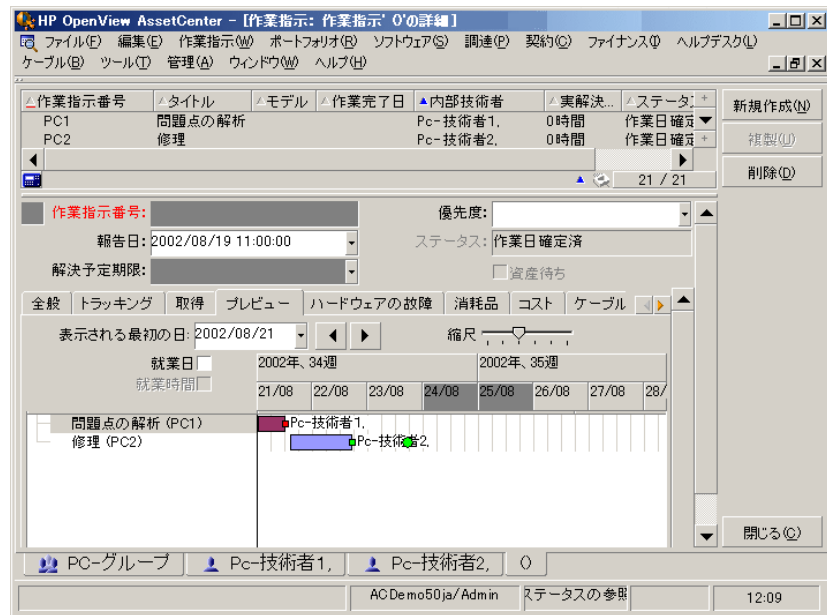 HP OpenView AssetCenter - [作業指示: 作業指示' ()'の詳細]
ファイル(F) 編集(E) 作業指示(W) ポートフォリオ(R) ソフトウェア(S) 調達(P) 契約(C) ファイナンス(I) ヘルプデスク(L)
ケーブル(B) ツール(T) 管理(A) ウィンドウ(W) ヘルプ(H)
作業指示番号 タイトル モデル 作業完了日 内部技術者 実解決... ステータス
PC1 問題点の解析 Pc-技術者1, 0時間 作業日確定
PC2 修理 Pc-技術者2, 0時間 作業日確定
21 / 21
新規作成(N)
複製(U)
削除(D)
作業指示番号: 優先度:
報告日: 2002/08/19 11:00:00 ステータス: 作業日確定済
解決予定期限: 資産待ち
全般 トラッキング 取得 プレビュー ハードウェアの故障 消耗品 コスト ケーブル
表示される最初の日: 2002/08/21 縮尺
就業日 2002年、34週 2002年、35週
就業時間
21/08 22/08 23/08 24/08 25/08 26/08 27/08 28/
問題点の解析 (PC1) Pc-技術者1,
修理 (PC2) Pc-技術者2,
閉じる(C)
PC-グループ Pc-技術者1, Pc-技術者2, ()
ACDemo50ja/Admin ステータスの参照 12:09